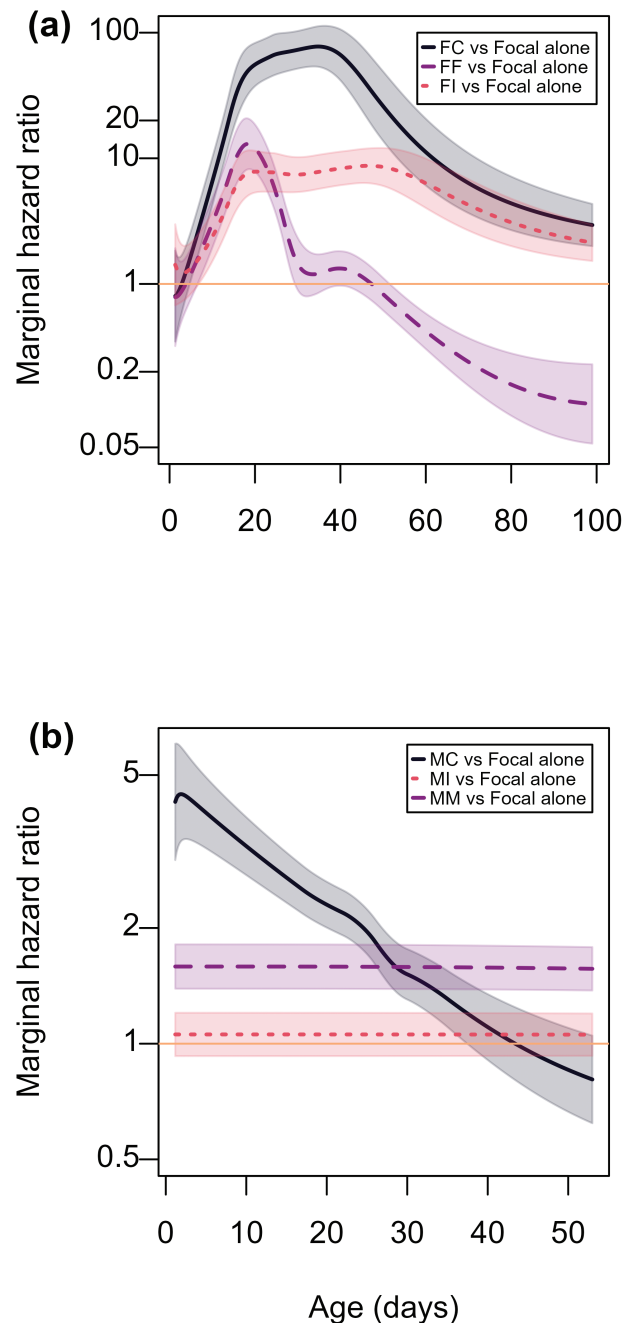 (a)
Marginal hazard ratio
100
20
10
1
0.2
0.05
FC vs Focal alone
FF vs Focal alone
FI vs Focal alone
0 20 40 60 80 100
(b)
Marginal hazard ratio
5
2
1
0.5
MC vs Focal alone
MI vs Focal alone
MM vs Focal alone
0 10 20 30 40 50
Age (days)